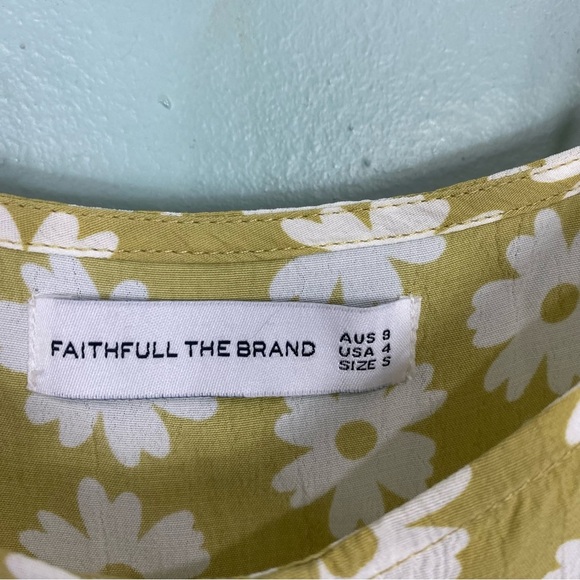 FAITHFULL THE BRAND
AUS 8
USA 4
SIZE S